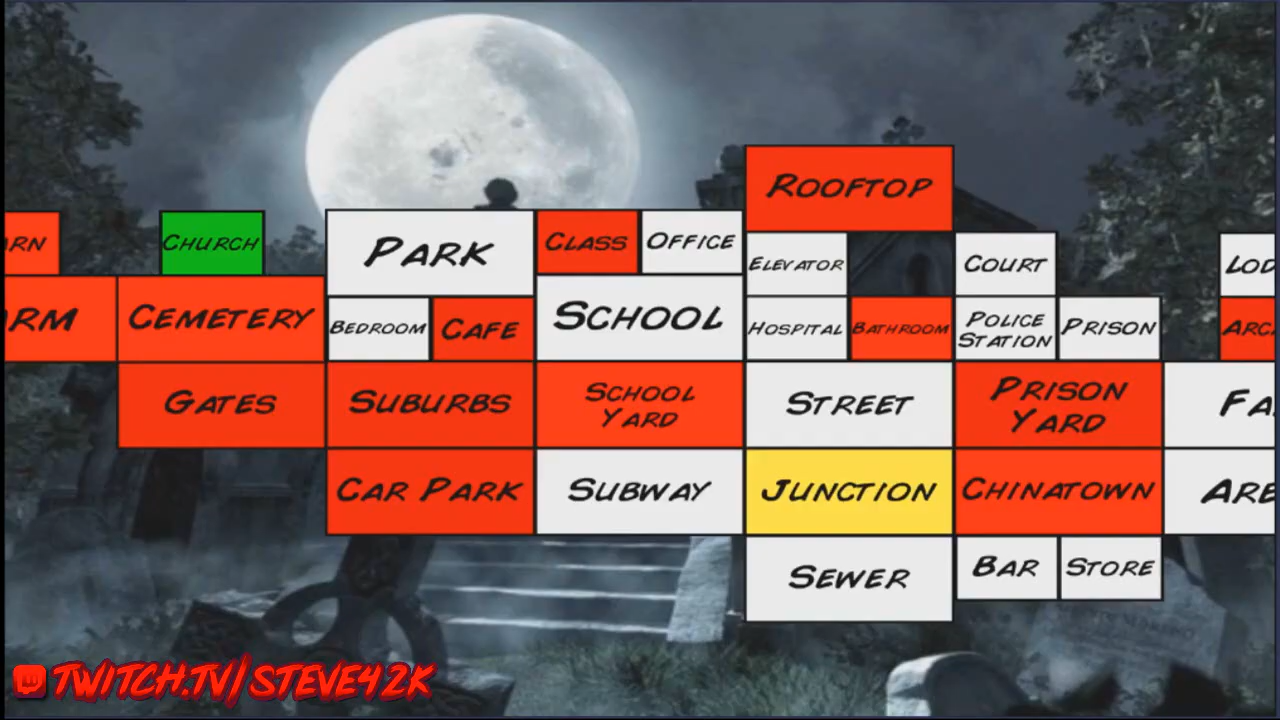 ROOFTOP
CHURCH
PARK
CLASS
OFFICE
ELEVATOR
COURT
CEMETERY
BEDROOM
CAFE
SCHOOL
HOSPITAL
BATHROOM
POLICE
STATION
PRISON
GATES
SUBURBS
SCHOOL
YARD
STREET
PRISON
YARD
CAR PARK
SUBWAY
JUNCTION
CHINATOWN
SEWER
BAR
STORE
TWITCH.TV/STEVE42K